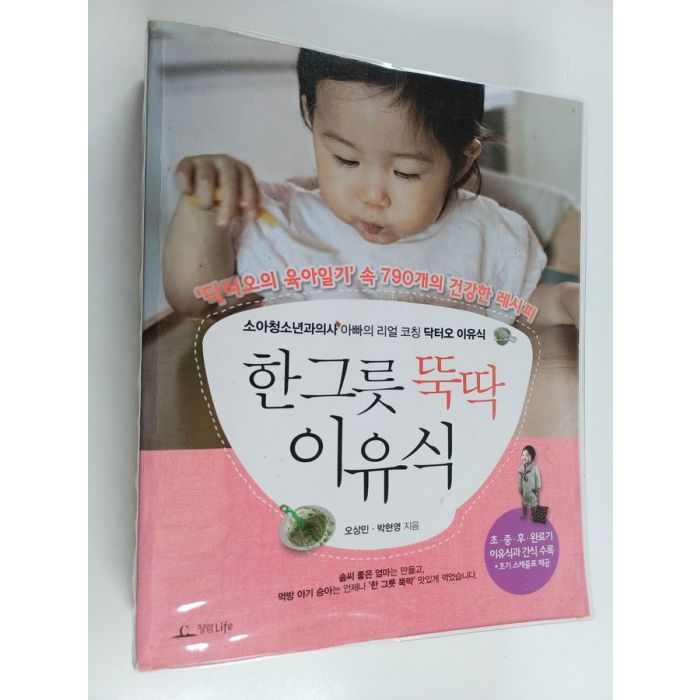 '닥터오의 육아일기' 속 790개의 건강한 레시피
소아청소년과의사 아빠의 리얼 코칭 닥터오 이유식
한 그릇 뚝딱
이유식
오상민 · 박현영 지음
초 · 중 · 후 · 완료기
이유식과 간식 수록
• 초기 스케줄표 제공
솜씨 좋은 엄마는 만들고,
먹방 아기 숭아는 언제나 '한 그릇 뚝딱' 맛있게 먹었습니다.
청림Life